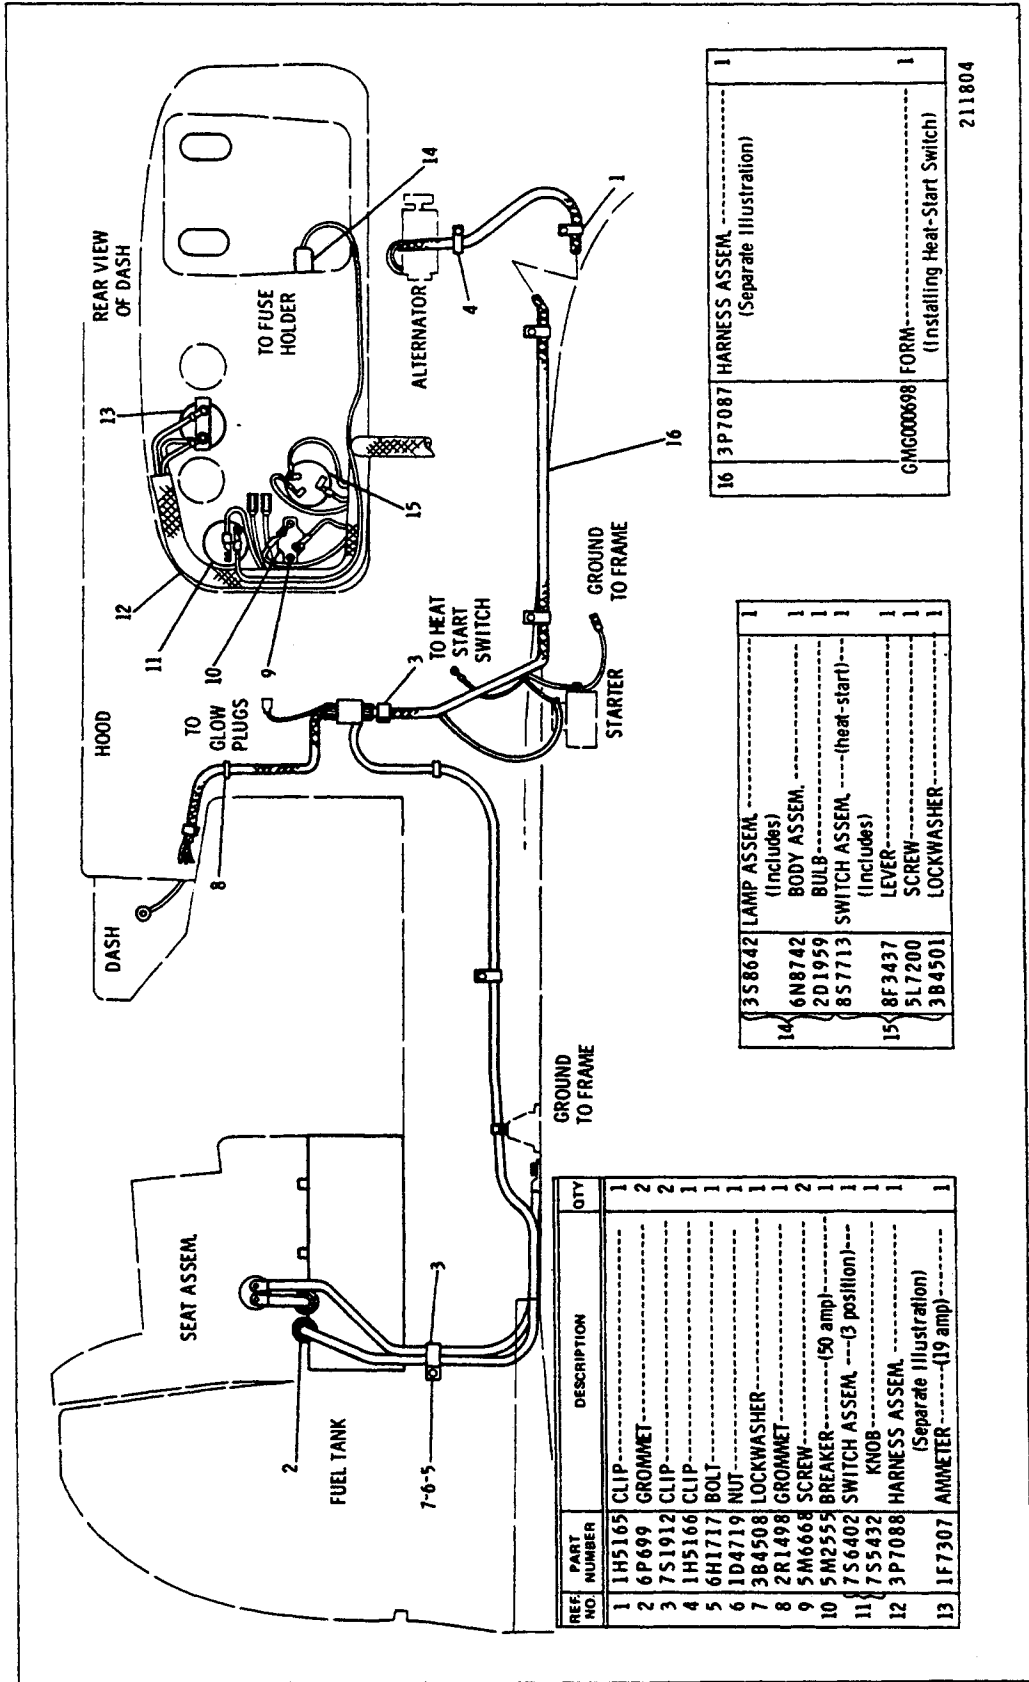 HOOD
DASH
SEAT ASSEM.
FUEL TANK
REAR VIEW
OF DASH
TO FUSE
HOLDER
ALTERNATOR
TO
GLOW
PLUGS
TO HEAT
START
SWITCH
STARTER
GROUND
TO FRAME
GROUND
TO FRAME
2
7-6-5
3
8
12
11
10
9
13
15
14
4
1
3
16
REF. NO. PART NUMBER DESCRIPTION QTY
1 1H5165 CLIP 1
2 6P699 GROMMET 2
3 7S1912 CLIP 2
4 1H5166 CLIP 1
5 6H1717 BOLT 1
6 1D4719 NUT 1
7 3B4508 LOCKWASHER 1
8 2R1498 GROMMET 1
9 5M6668 SCREW 2
10 5M2555 BREAKER (50 amp) 1
11 7S6402 SWITCH ASSEM. (3 position) 1
7S5432 KNOB 1
12 3P7088 HARNESS ASSEM. 1
(Separate Illustration)
13 1F7307 AMMETER (19 amp) 1
14 3S8642 LAMP ASSEM. 1
(Includes)
6N8742 BODY ASSEM. 1
2D1959 BULB 1
15 8S7713 SWITCH ASSEM. (heat-start) 1
(Includes)
8F3437 LEVER 1
5L7200 SCREW 1
3B4501 LOCKWASHER 1
16 3P7087 HARNESS ASSEM. 1
(Separate Illustration)
GMG000698 FORM 1
(Installing Heat-Start Switch)
211804